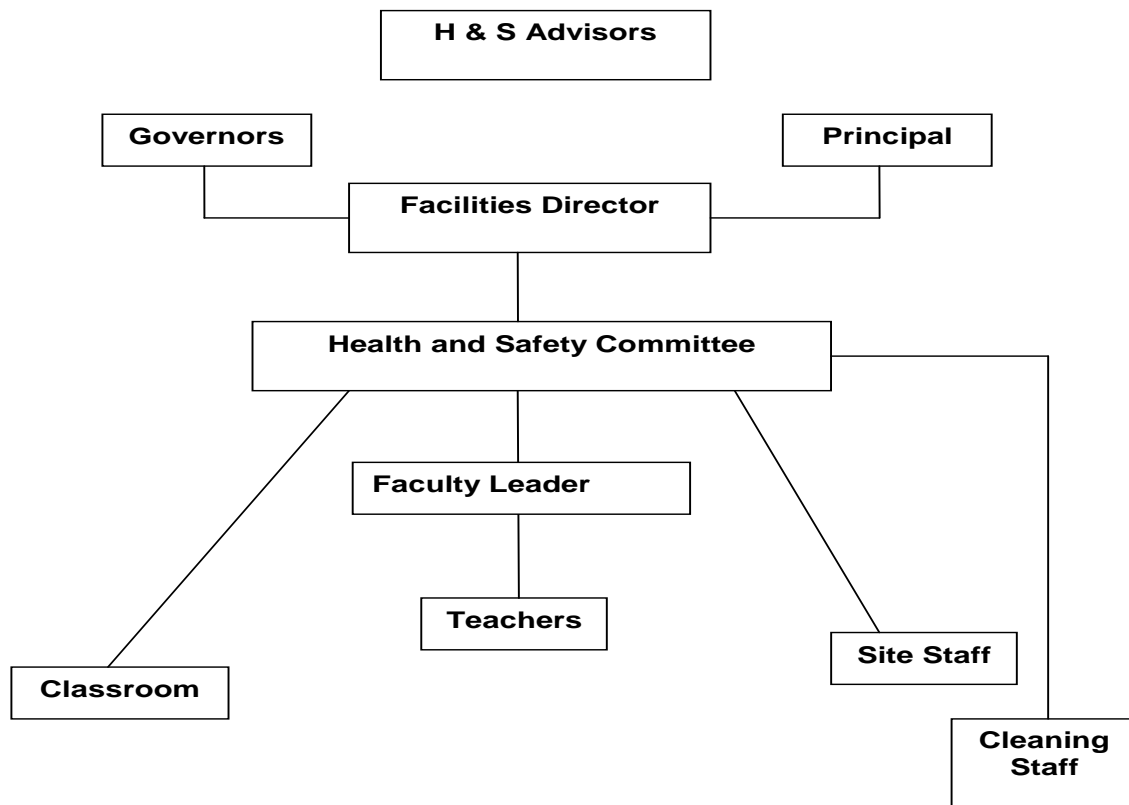 H & S Advisors
Governors
Principal
Facilities Director
Health and Safety Committee
Faculty Leader
Teachers
Site Staff
Classroom
Cleaning
Staff